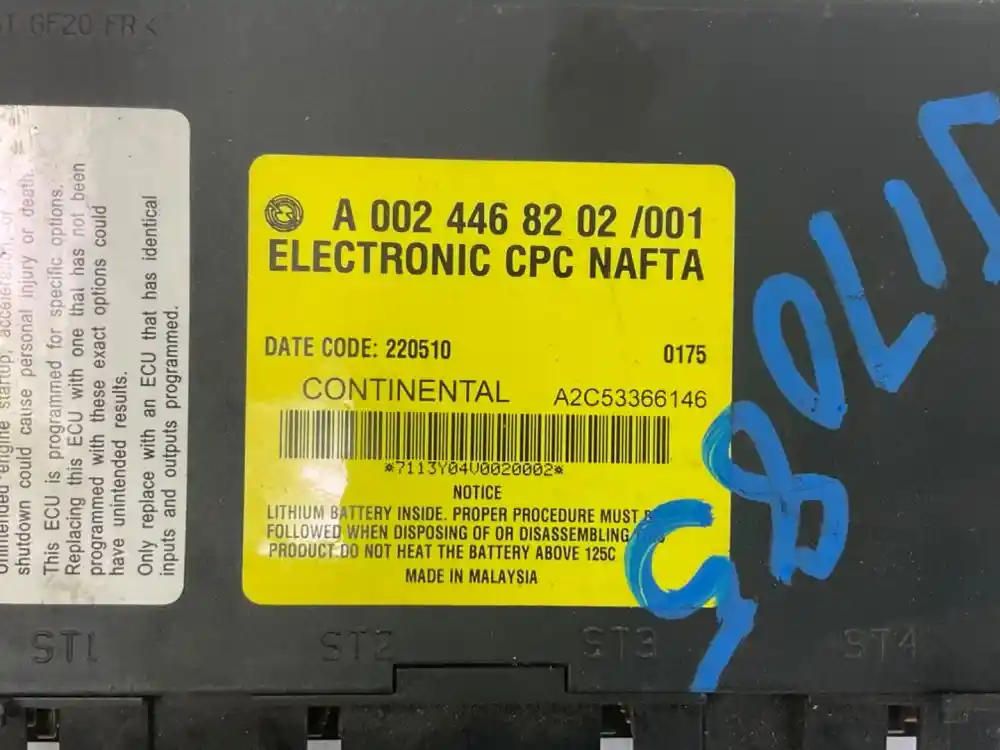 GF20 FR<
startup, acceleration, or
shutdown could cause personal injury or death.
This ECU is programmed for specific options.
Replacing this ECU with one that has not been
programmed with these exact options could
have unintended results.
Only replace with an ECU that has identical
inputs and outputs programmed.
A 002 446 82 02 /001
ELECTRONIC CPC NAFTA
DATE CODE: 220510 0175
CONTINENTAL A2C53366146
*7113Y04V0020002*
NOTICE
LITHIUM BATTERY INSIDE. PROPER PROCEDURE MUST
FOLLOWED WHEN DISPOSING OF OR DISASSEMBLING
PRODUCT DO NOT HEAT THE BATTERY ABOVE 125C
MADE IN MALAYSIA
ST1 ST2 ST3 ST4